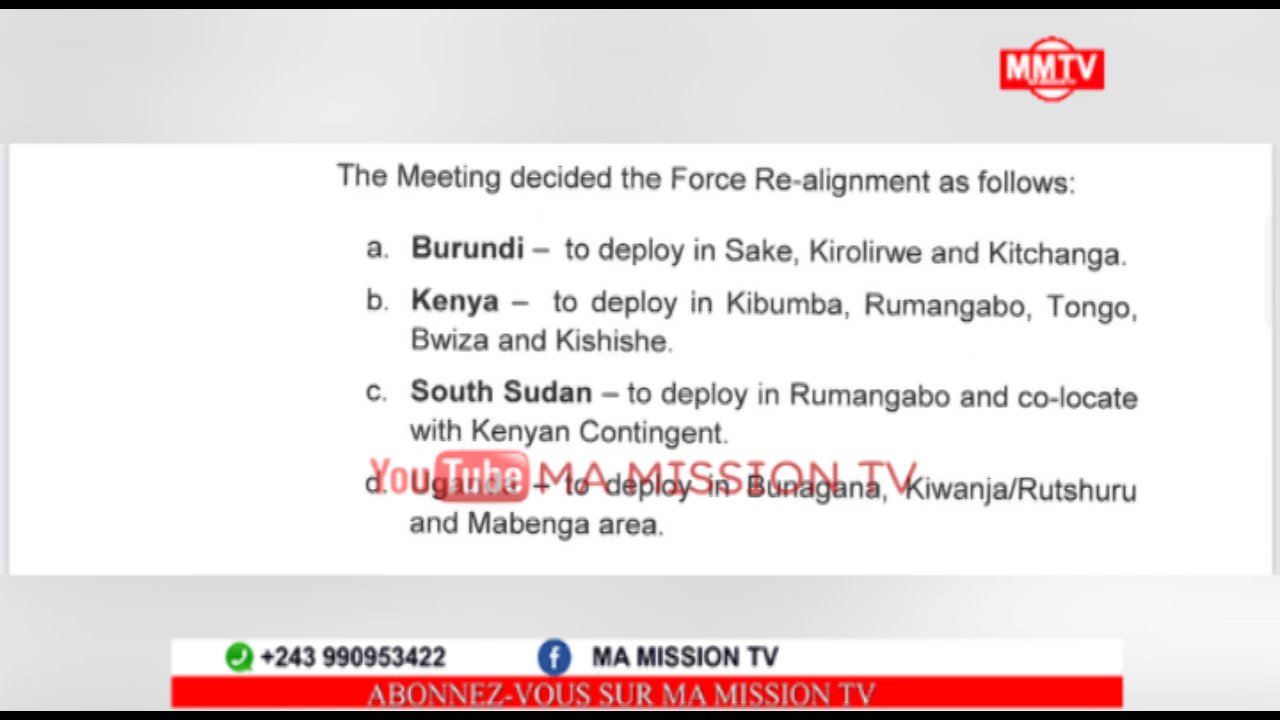 MMTV
The Meeting decided the Force Re-alignment as follows:
a. Burundi – to deploy in Sake, Kirolirwe and Kitchanga.
b. Kenya – to deploy in Kibumba, Rumangabo, Tongo,
Bwiza and Kishishe.
c. South Sudan – to deploy in Rumangabo and co-locate
with Kenyan Contingent.
YouTube MA MISSION TV
d. Uganda – to deploy in Bunagana, Kiwanja/Rutshuru
and Mabenga area.
+243 990953422 MA MISSION TV
ABONNEZ-VOUS SUR MA MISSION TV